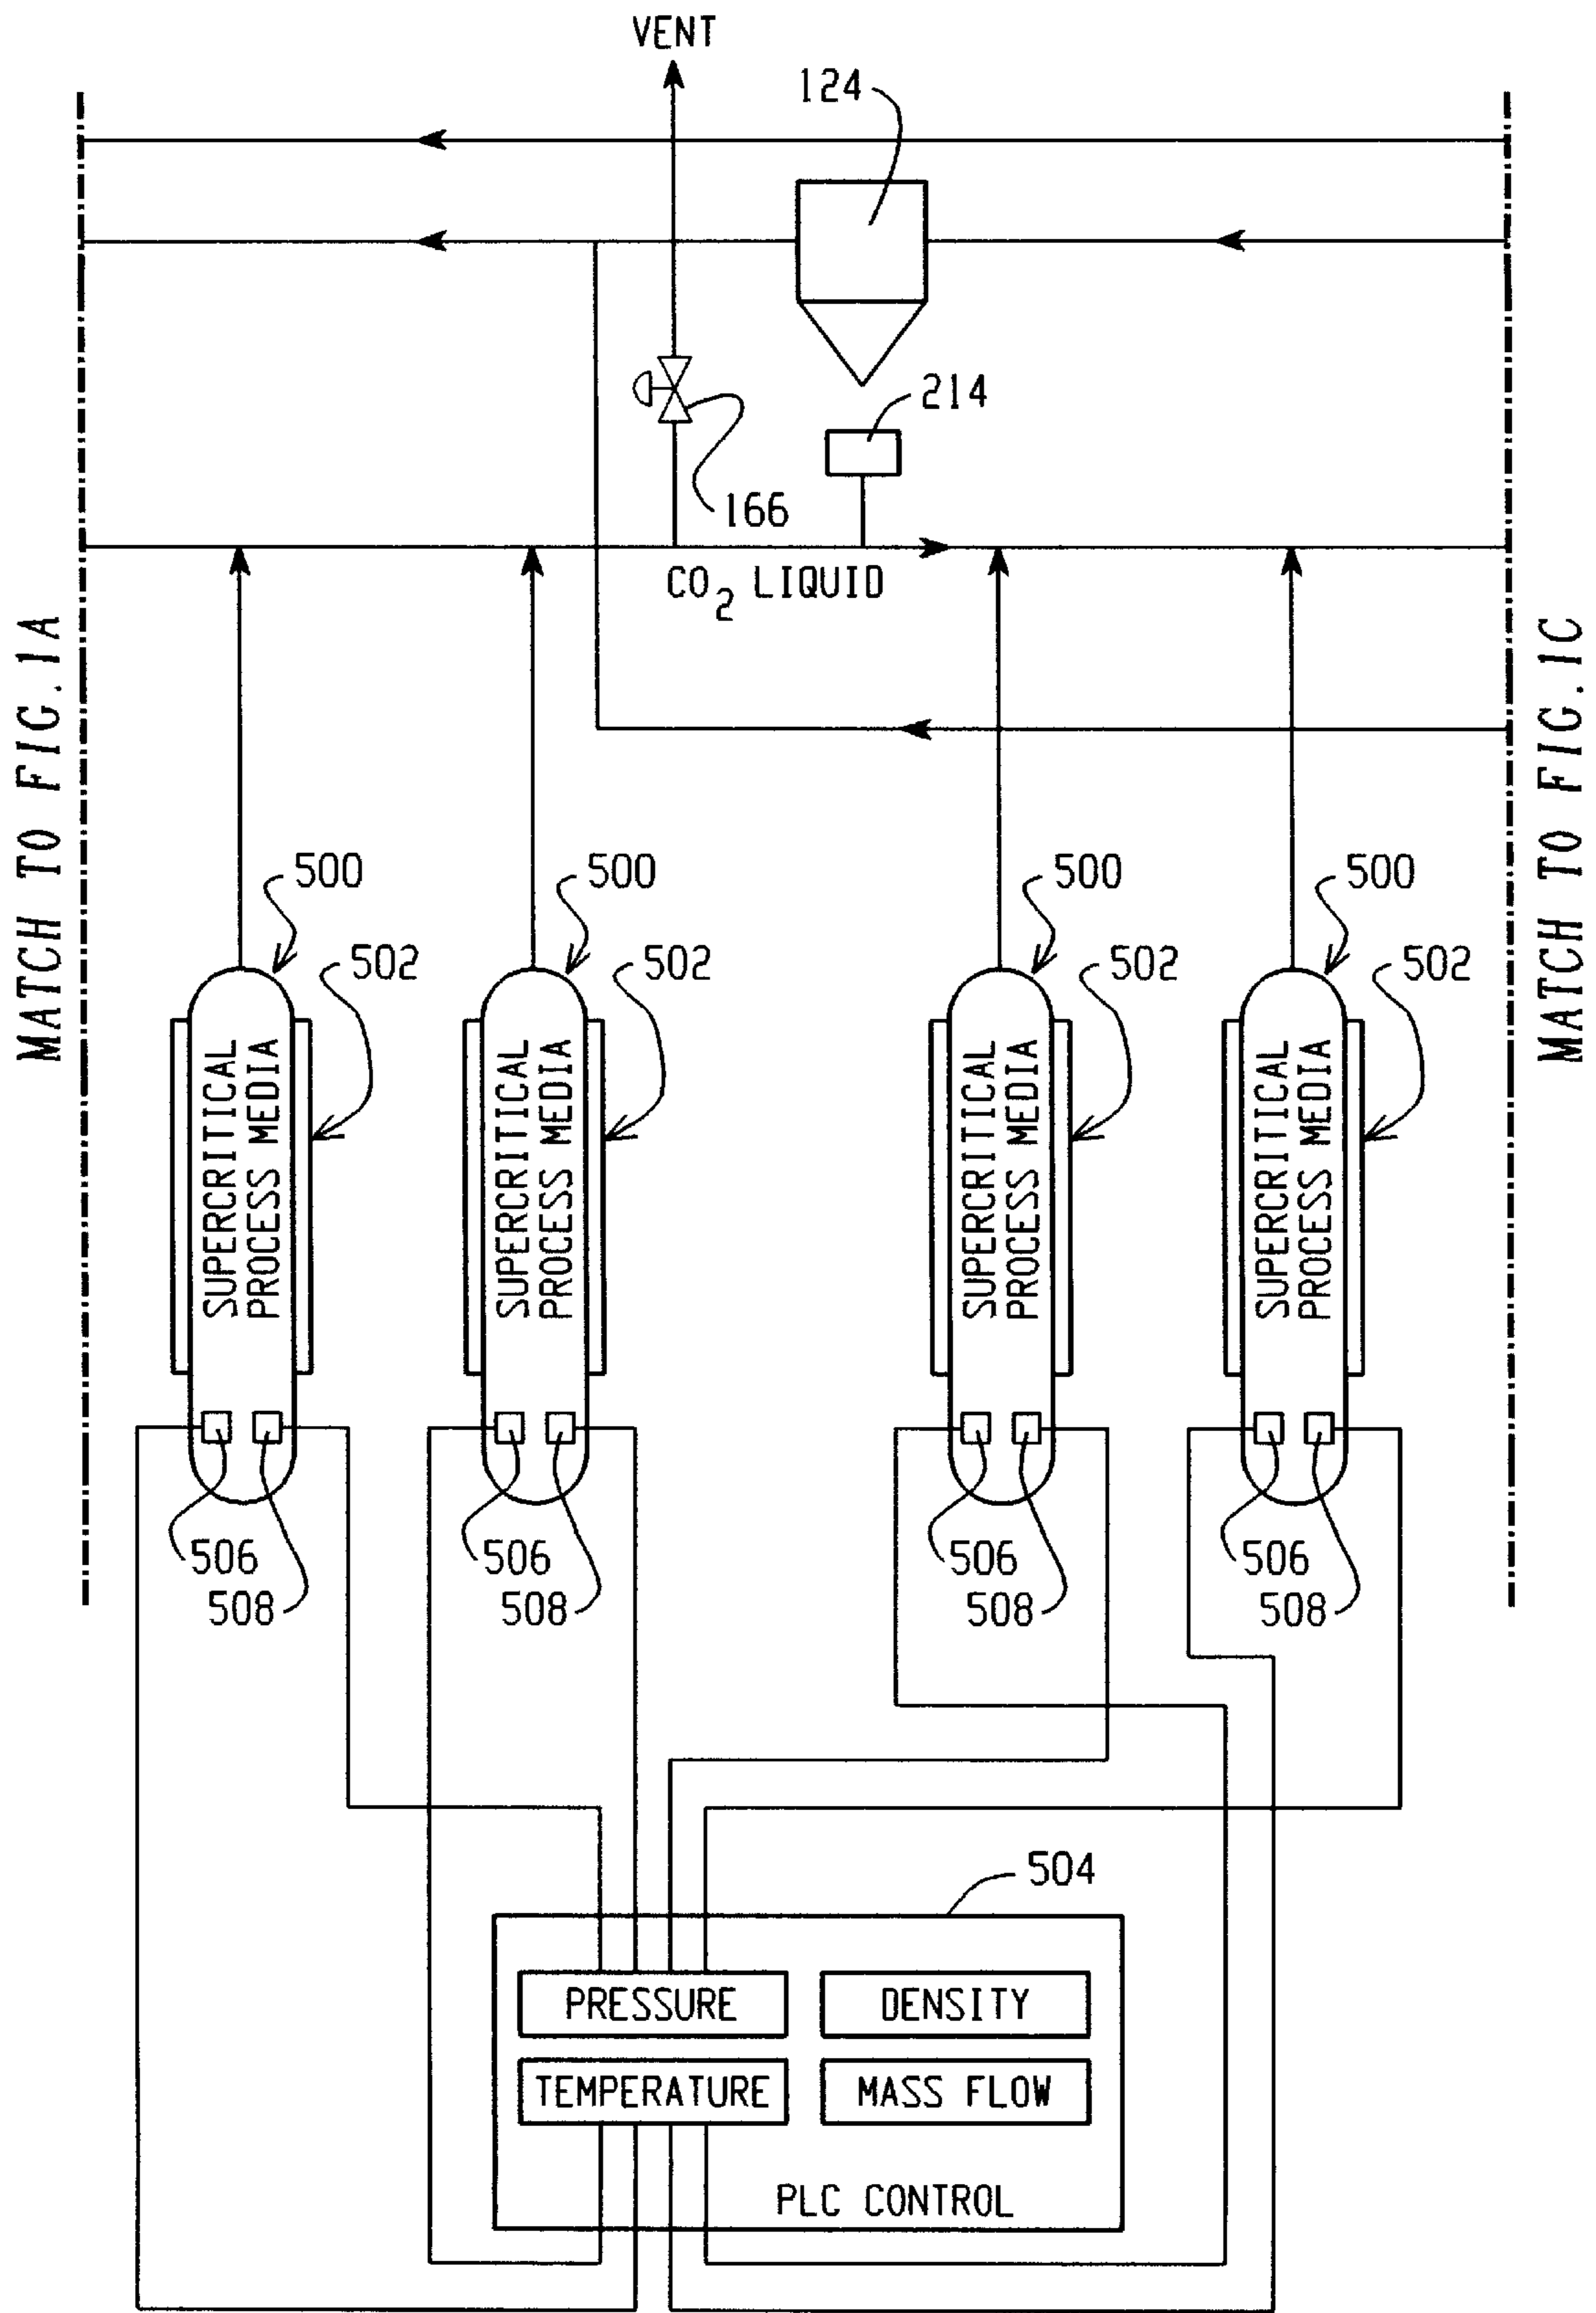 VENT
124
214
166
CO2 LIQUID
MATCH TO FIG.1A
MATCH TO FIG.1C
500
500
500
500
502
502
502
502
SUPERCRITICAL
PROCESS MEDIA
SUPERCRITICAL
PROCESS MEDIA
SUPERCRITICAL
PROCESS MEDIA
SUPERCRITICAL
PROCESS MEDIA
506
506
506
506
508
508
508
508
504
PRESSURE
DENSITY
TEMPERATURE
MASS FLOW
PLC CONTROL